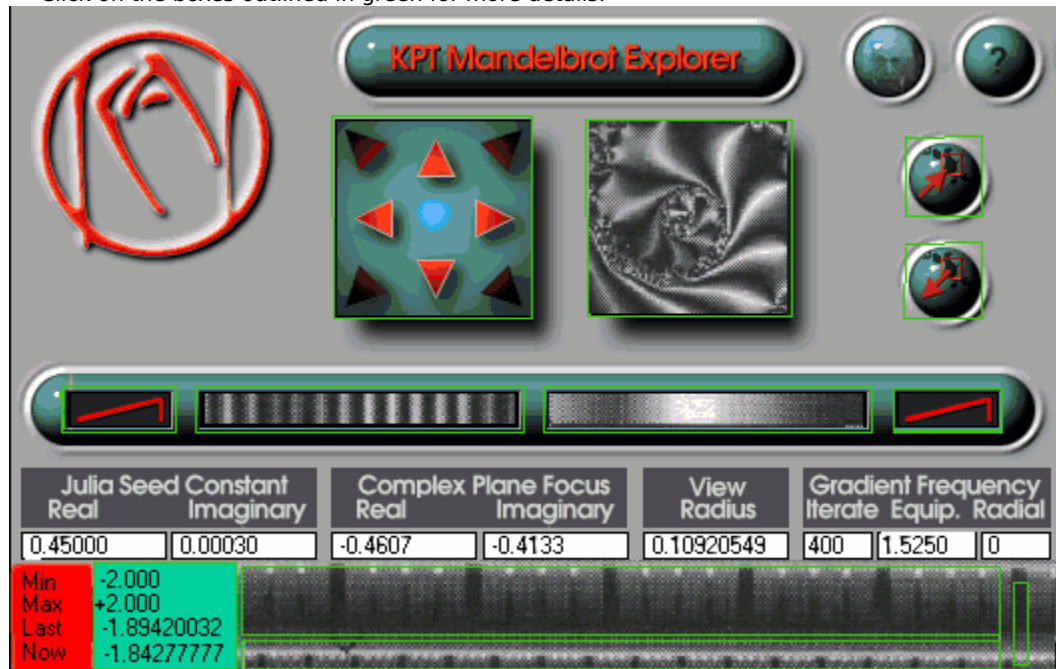 Click on the boxes outlined in green for more details.
KPT Mandelbrot Explorer
?
Julia Seed Constant
Real Imaginary
Complex Plane Focus
Real Imaginary
View
Radius
Gradient Frequency
Iterate Equip. Radial
0.45000 0.00030 -0.4607 -0.4133 0.10920549 400 1.5250 0
Min -2.000
Max +2.000
Last -1.89420032
Now -1.84277777